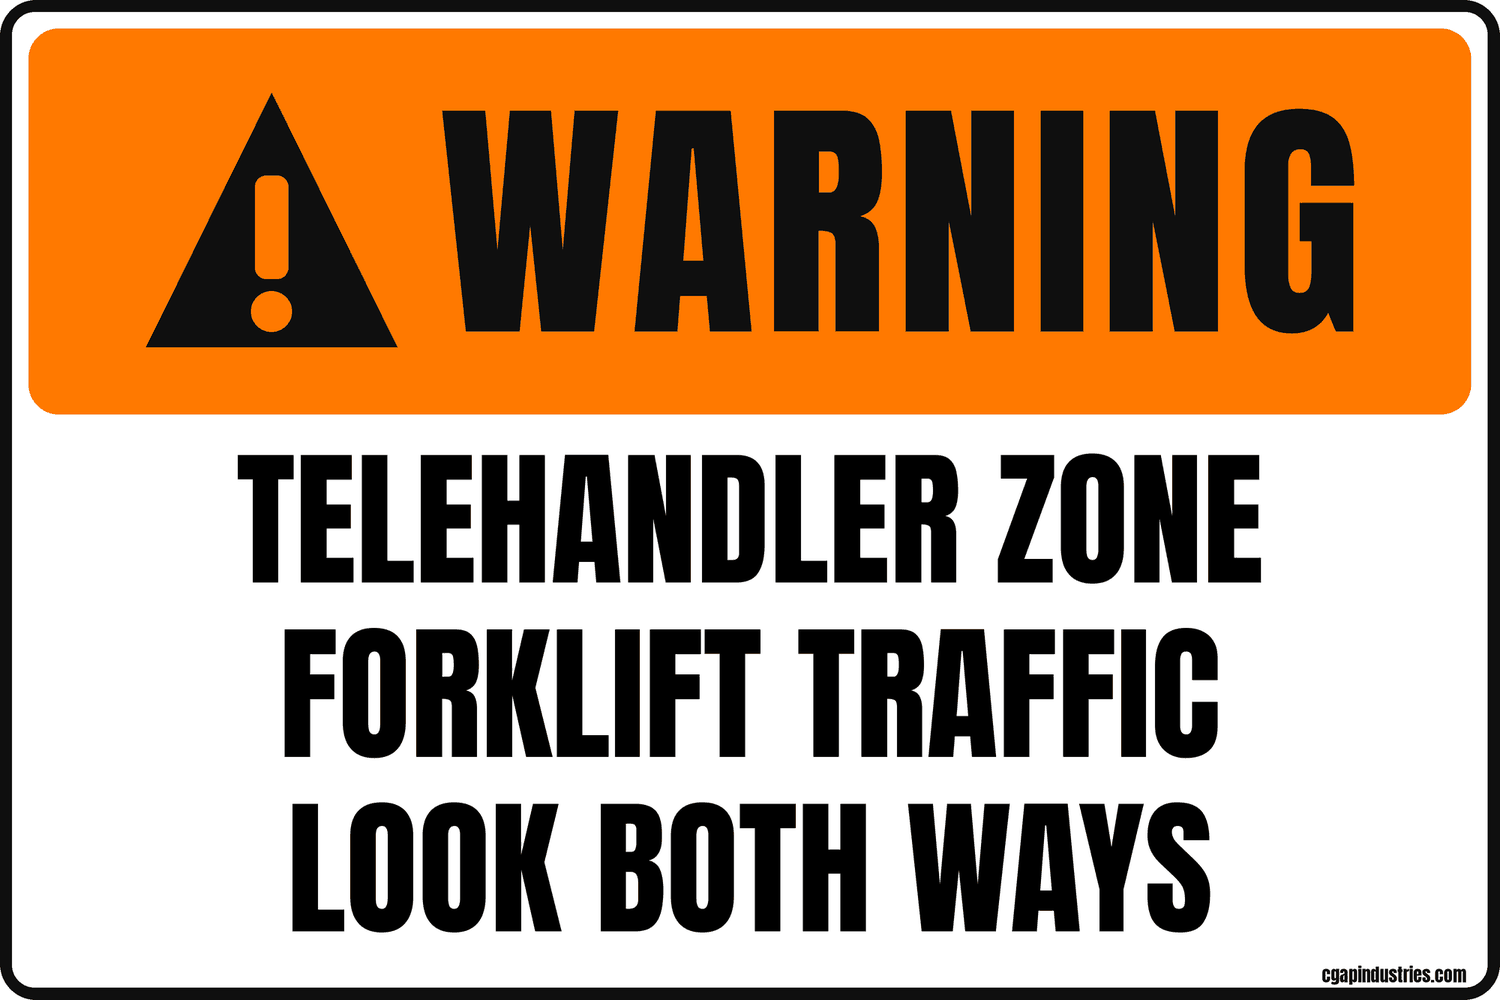 WARNING
TELEHANDLER ZONE
FORKLIFT TRAFFIC
LOOK BOTH WAYS
cgapindustries.com